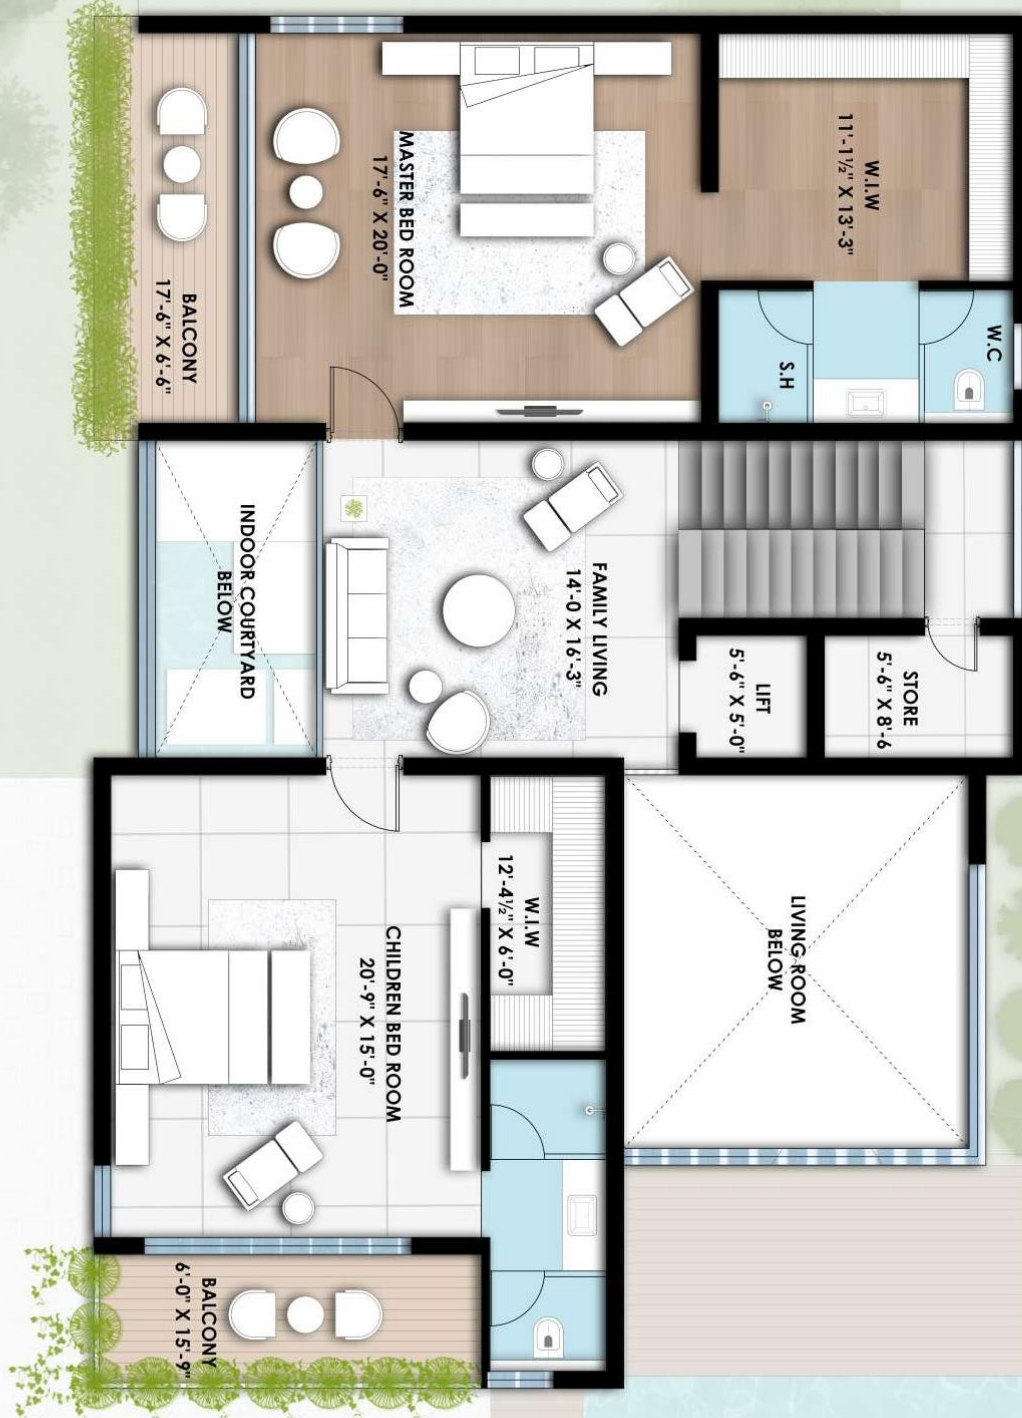 W.I.W
11'-1½" X 13'-3"
MASTER BED ROOM
17'-6" X 20'-0"
BALCONY
17'-6" X 6'-6"
W.C
S.H
INDOOR COURTYARD
BELOW
FAMILY LIVING
14'-0 X 16'-3"
LIFT
5'-6" X 5'-0"
STORE
5'-6" X 8'-6
W.I.W
12'-4½" X 6'-0"
CHILDREN BED ROOM
20'-9" X 15'-0"
LIVING ROOM
BELOW
BALCONY
6'-0" X 15'-9"